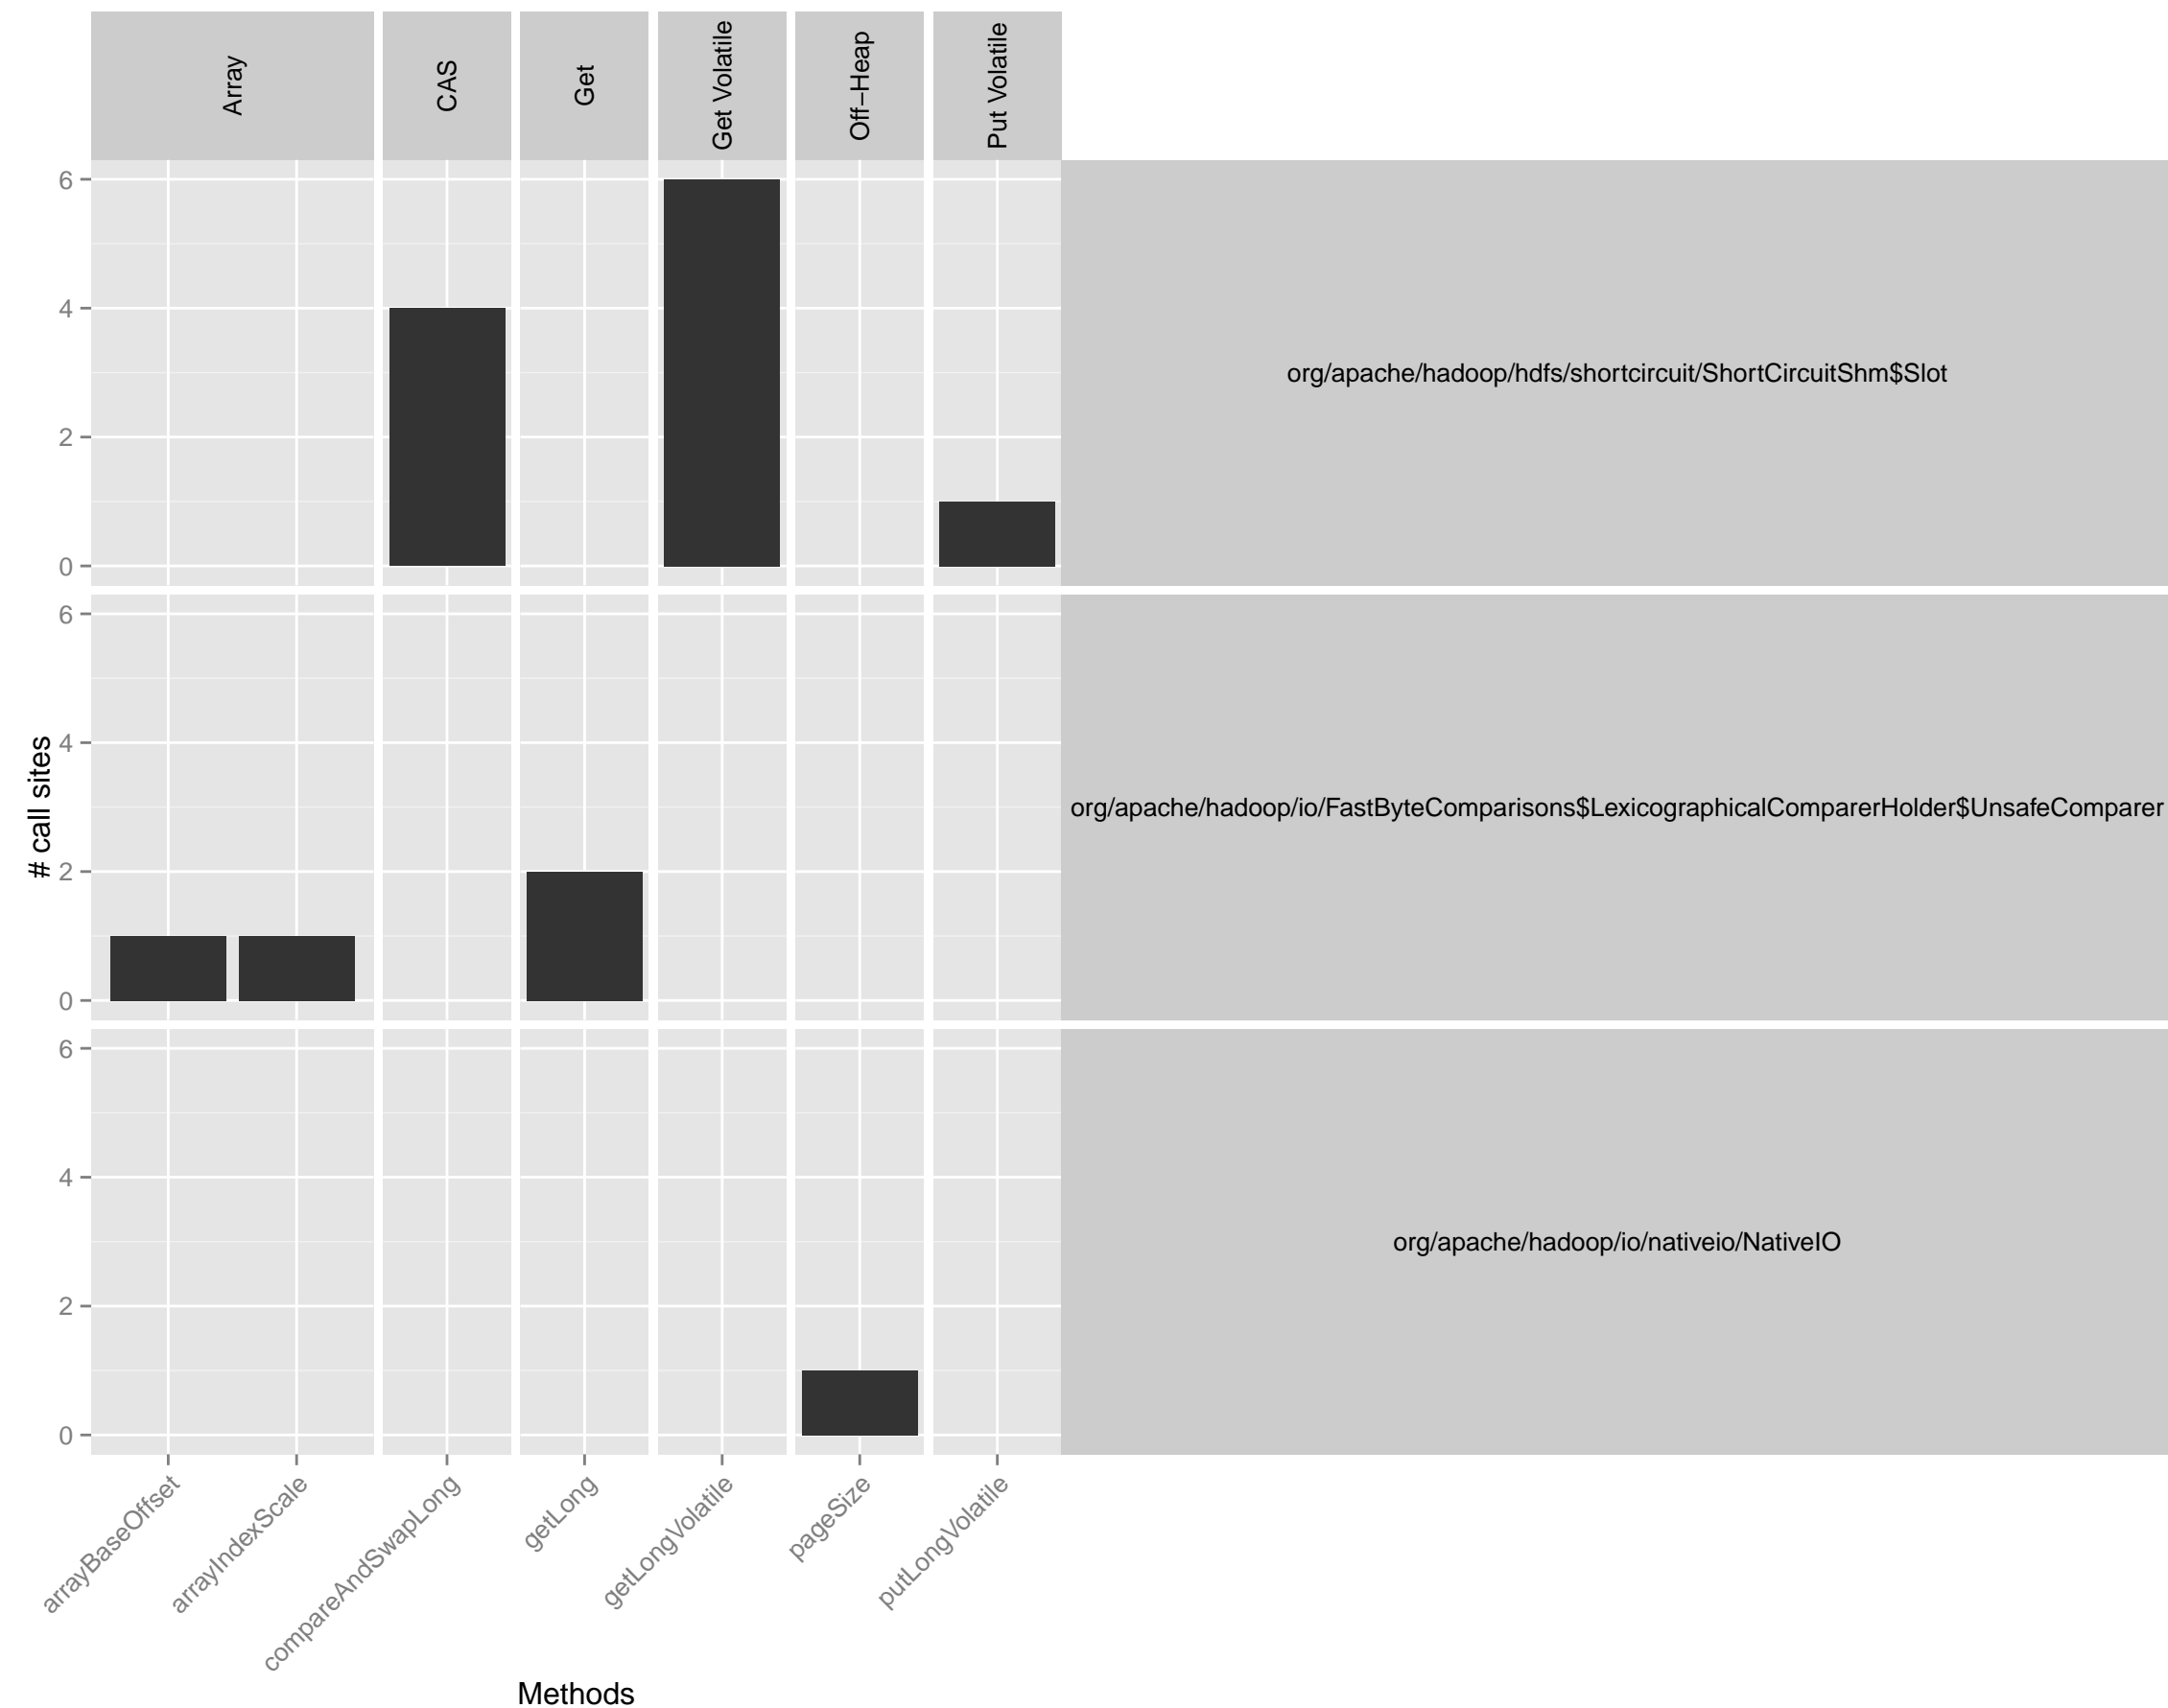 Array
CAS
Get
Get Volatile
Off−Heap
Put Volatile
6
4
2
0
org/apache/hadoop/hdfs/shortcircuit/ShortCircuitShm$Slot
# call sites
6
4
2
0
org/apache/hadoop/io/FastByteComparisons$LexicographicalComparerHolder$UnsafeComparer
6
4
2
0
org/apache/hadoop/io/nativeio/NativeIO
arrayBaseOffset
arrayIndexScale
compareAndSwapLong
getLong
getLongVolatile
pageSize
putLongVolatile
Methods